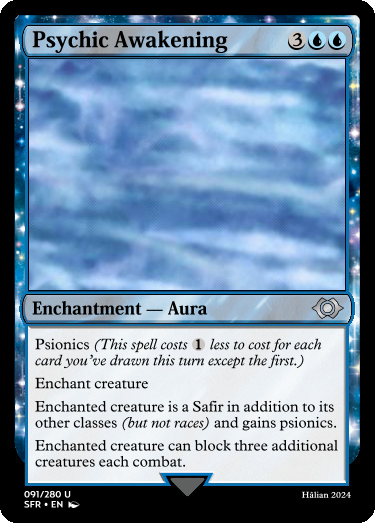 Psychic Awakening 3
Enchantment — Aura
Psionics (This spell costs 1 less to cost for each
card you've drawn this turn except the first.)
Enchant creature
Enchanted creature is a Safir in addition to its
other classes (but not races) and gains psionics.
Enchanted creature can block three additional
creatures each combat.
091/280 U
SFR • EN
Hâlian 2024